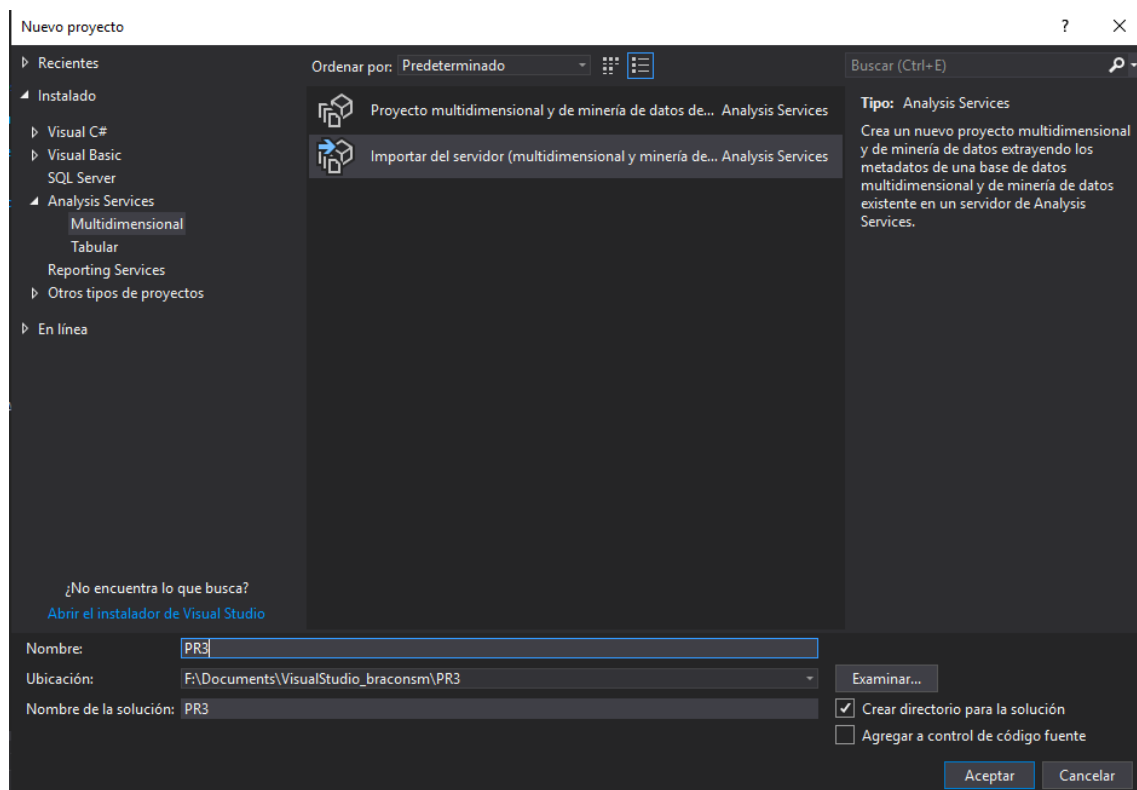 Nuevo proyecto
?
Recientes
Instalado
Visual C#
Visual Basic
SQL Server
Analysis Services
Multidimensional
Tabular
Reporting Services
Otros tipos de proyectos
En línea
¿No encuentra lo que busca?
Abrir el instalador de Visual Studio
Ordenar por: Predeterminado
Proyecto multidimensional y de minería de datos de... Analysis Services
Importar del servidor (multidimensional y minería de... Analysis Services
Buscar (Ctrl+E)
Tipo: Analysis Services
Crea un nuevo proyecto multidimensional
y de minería de datos extrayendo los
metadatos de una base de datos
multidimensional y de minería de datos
existente en un servidor de Analysis
Services.
Nombre: PR3
Ubicación: F:\Documents\VisualStudio_braconsm\PR3
Examinar...
Nombre de la solución: PR3
Crear directorio para la solución
Agregar a control de código fuente
Aceptar Cancelar